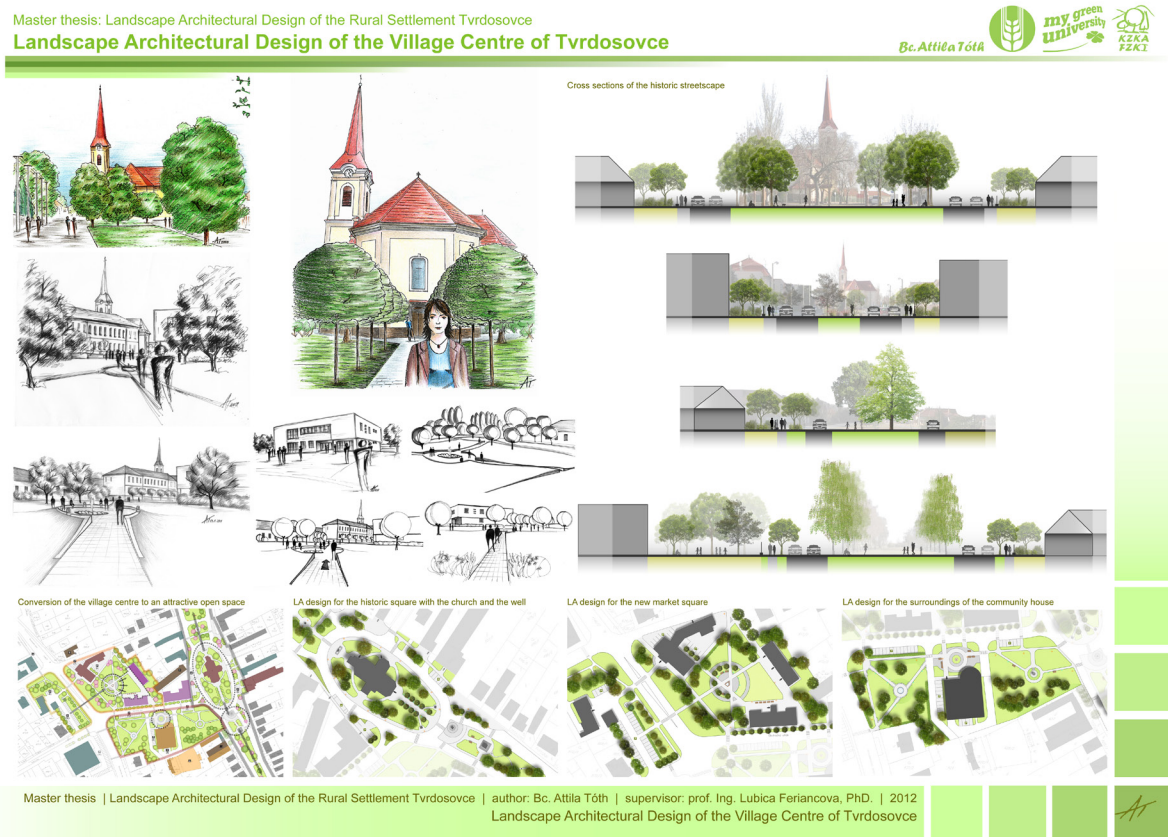 Master thesis: Landscape Architectural Design of the Rural Settlement Tvrdosovce
Landscape Architectural Design of the Village Centre of Tvrdosovce
Bc. Attila Tóth
my green
university
KZKA
FZKI
Cross sections of the historic streetscape
Conversion of the village centre to an attractive open space
LA design for the historic square with the church and the well
LA design for the new market square
LA design for the surroundings of the community house
Master thesis | Landscape Architectural Design of the Rural Settlement Tvrdosovce | author: Bc. Attila Tóth | supervisor: prof. Ing. Lubica Feriancova, PhD. | 2012
Landscape Architectural Design of the Village Centre of Tvrdosovce